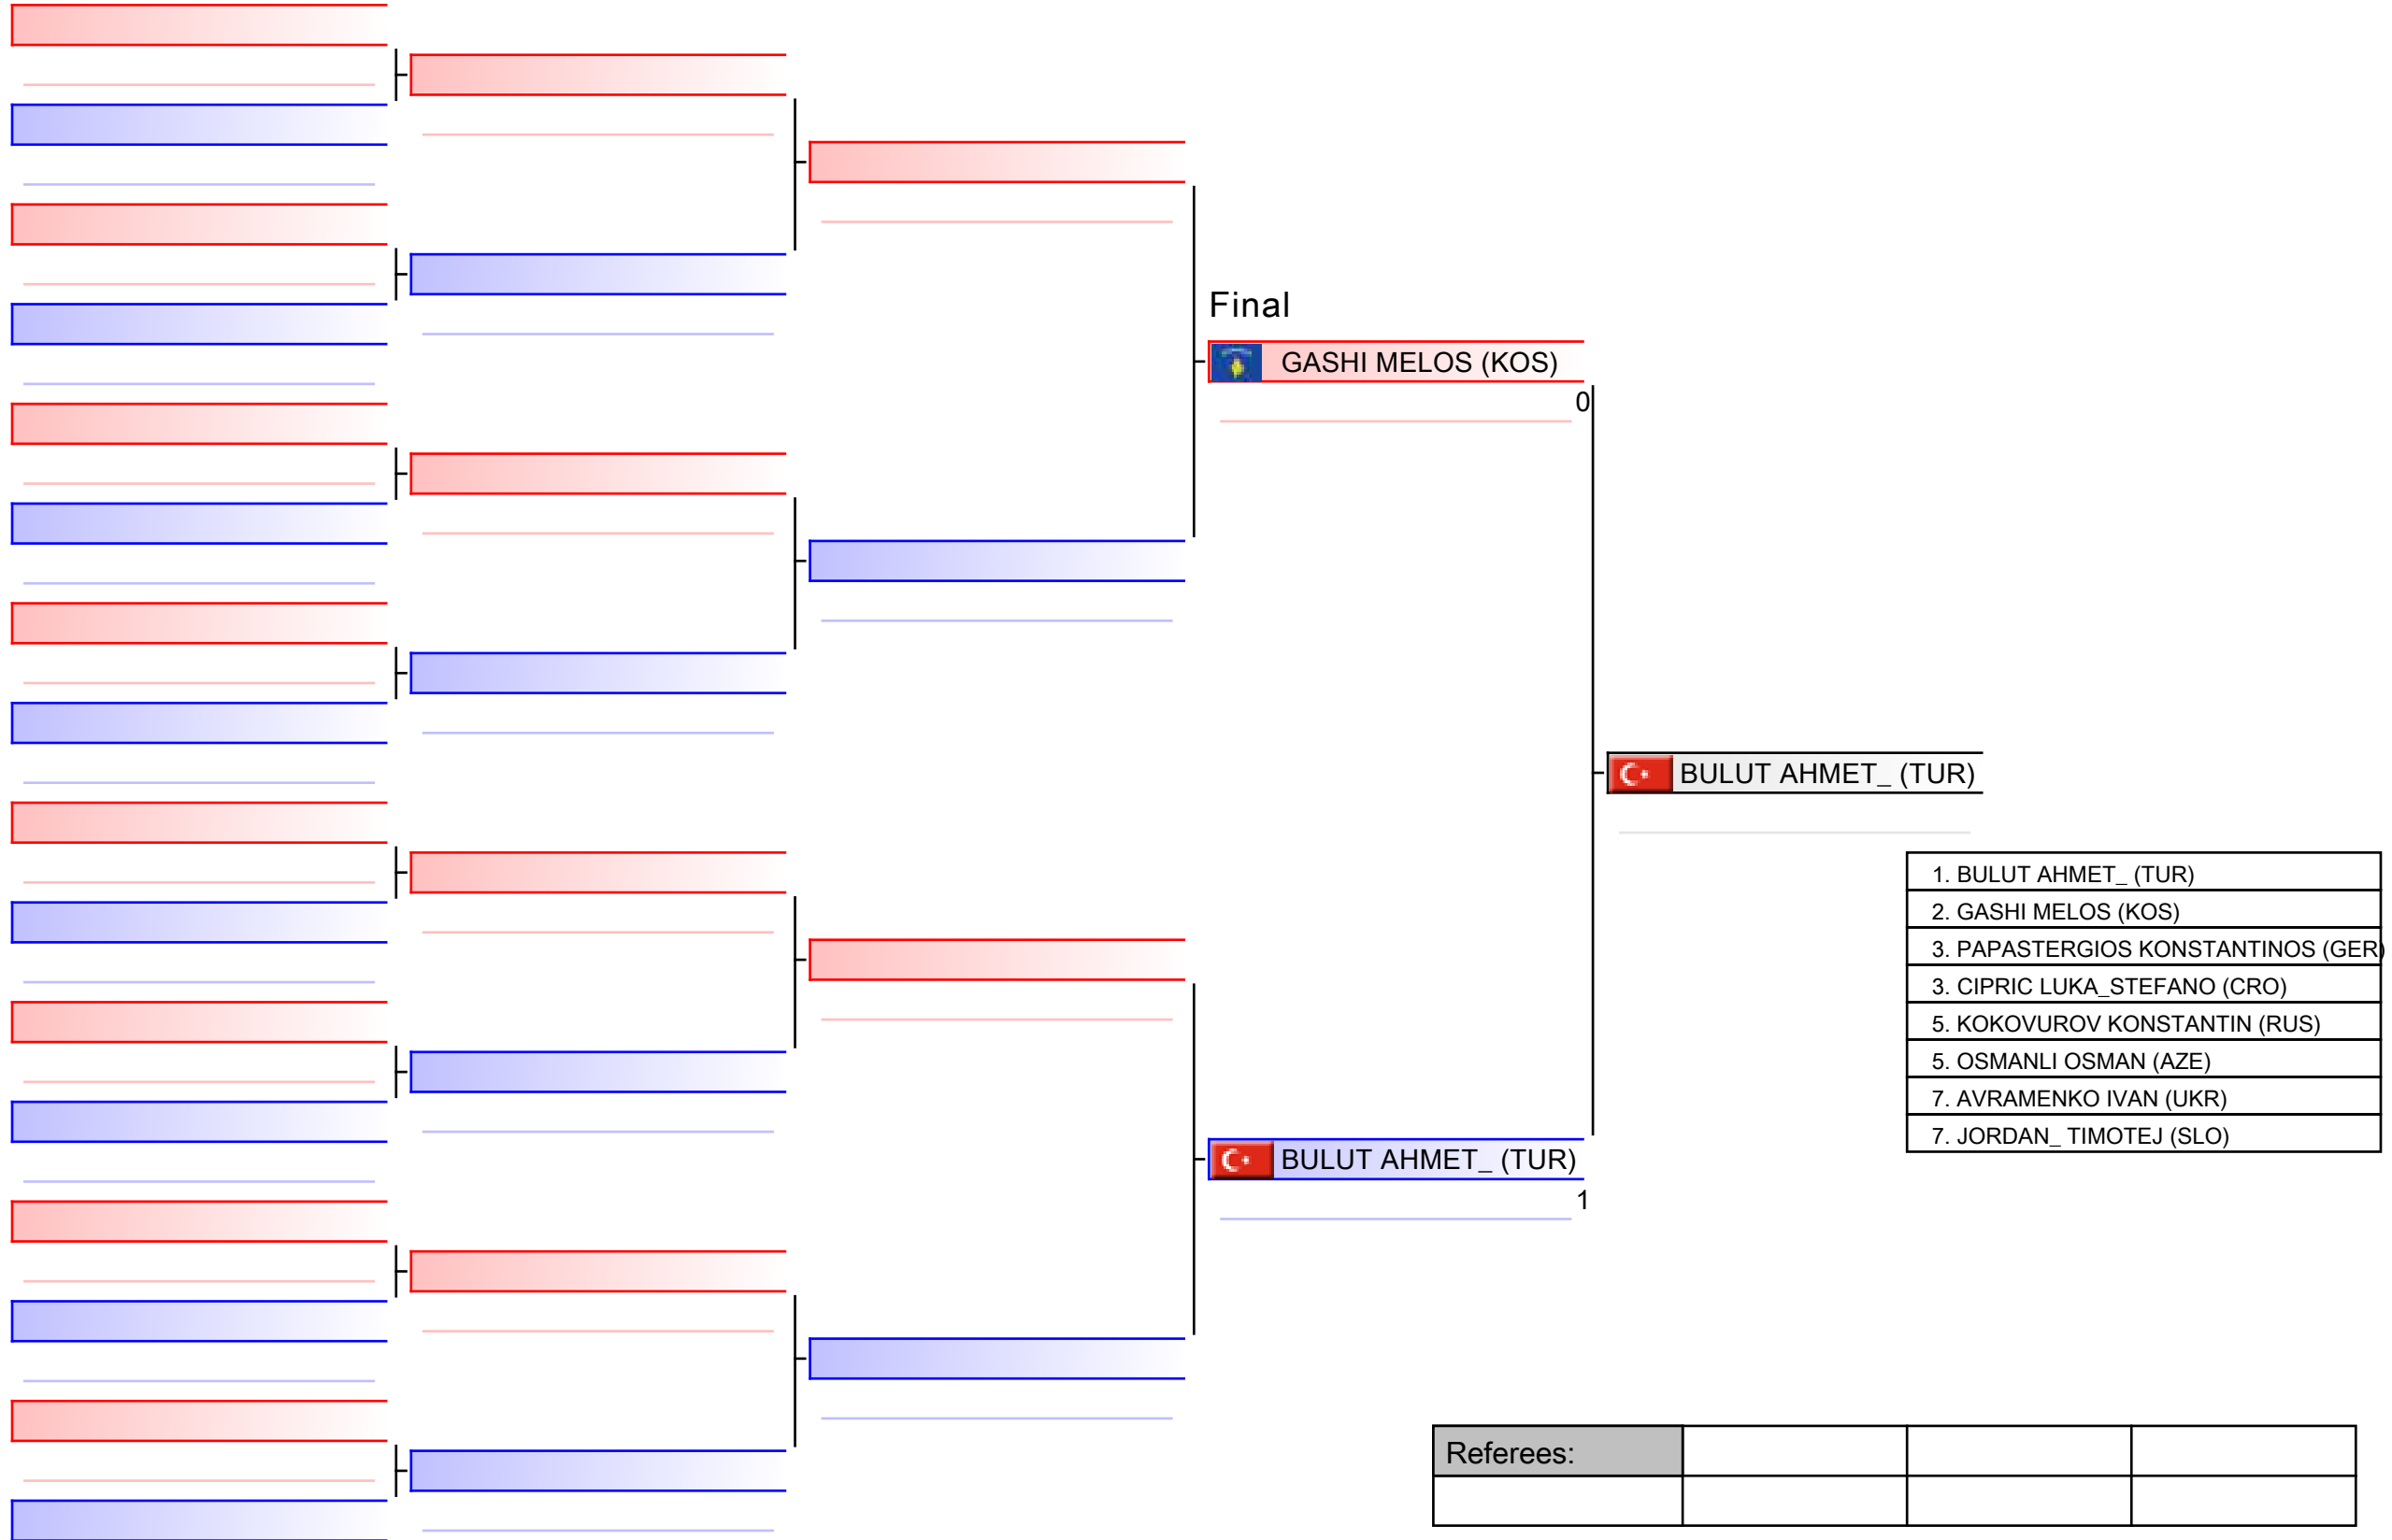 Final
GASHI MELOS (KOS)
0
BULUT AHMET_ (TUR)
1. BULUT AHMET_ (TUR)
2. GASHI MELOS (KOS)
3. PAPASTERGIOS KONSTANTINOS (GER)
3. CIPRIC LUKA_STEFANO (CRO)
5. KOKOVUROV KONSTANTIN (RUS)
5. OSMANLI OSMAN (AZE)
7. AVRAMENKO IVAN (UKR)
7. JORDAN_ TIMOTEJ (SLO)
BULUT AHMET_ (TUR)
1
Referees: